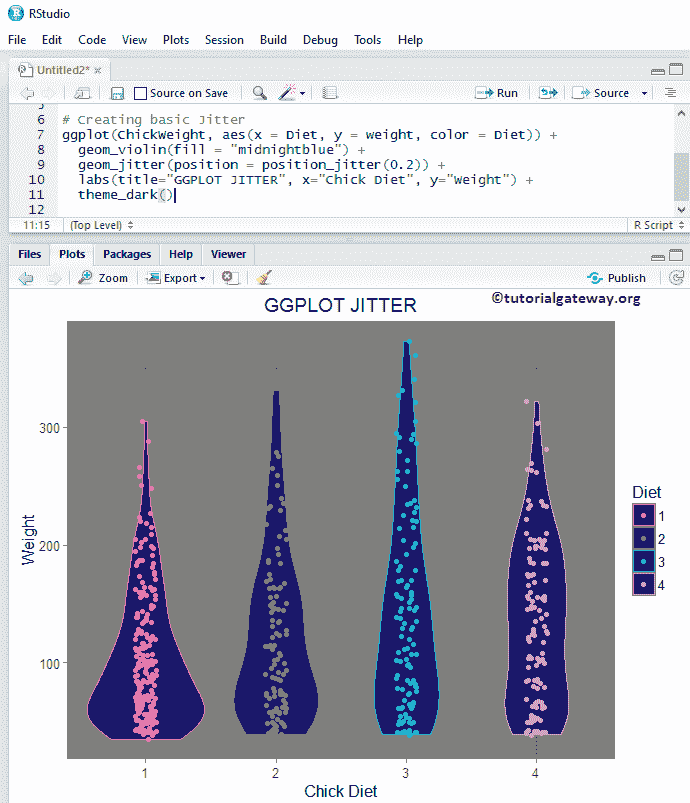 RStudio
File Edit Code View Plots Session Build Debug Tools Help
Untitled2*
Source on Save Run Source
6 # Creating basic Jitter
7 ggplot(ChickWeight, aes(x = Diet, y = weight, color = Diet)) +
8 geom_violin(fill = "midnightblue") +
9 geom_jitter(position = position_jitter(0.2)) +
10 labs(title="GGPLOT JITTER", x="Chick Diet", y="Weight") +
11 theme_dark()
12
11:15 (Top Level) R Script
Files Plots Packages Help Viewer
Zoom Export Publish
©tutorialgateway.org
GGPLOT JITTER
300
200
100
Weight
1 2 3 4
Chick Diet
Diet
1
2
3
4